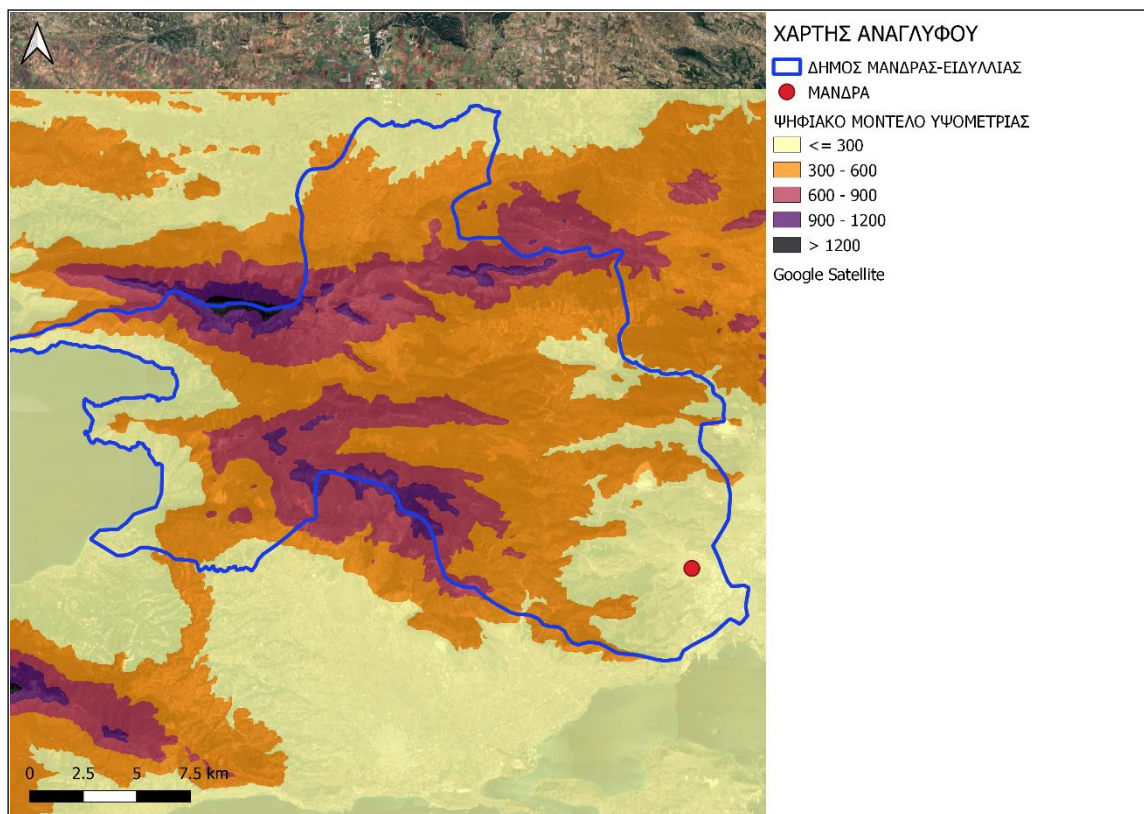 ΧΑΡΤΗΣ ΑΝΑΓΛΥΦΟΥ
ΔΗΜΟΣ ΜΑΝΔΡΑΣ-ΕΙΔΥΛΛΙΑΣ
ΜΑΝΔΡΑ
ΨΗΦΙΑΚΟ ΜΟΝΤΕΛΟ ΥΨΟΜΕΤΡΙΑΣ
<= 300
300 - 600
600 - 900
900 - 1200
> 1200
Google Satellite
0 2.5 5 7.5 km